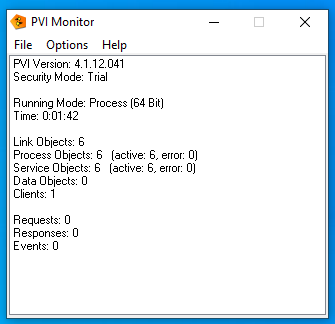 PVI Monitor
File Options Help
PVI Version: 4.1.12.041
Security Mode: Trial
Running Mode: Process (64 Bit)
Time: 0:01:42
Link Objects: 6
Process Objects: 6 (active: 6, error: 0)
Service Objects: 6 (active: 6, error: 0)
Data Objects: 0
Clients: 1
Requests: 0
Responses: 0
Events: 0